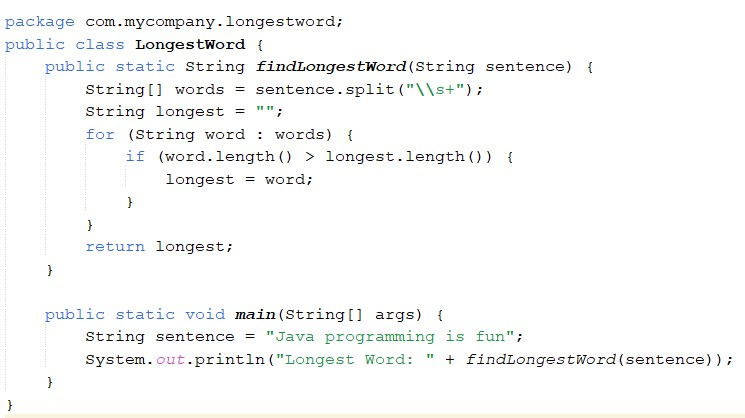 package com.mycompany.longestword;
public class LongestWord {
    public static String findLongestWord(String sentence) {
        String[] words = sentence.split("\\s+");
        String longest = "";
        for (String word : words) {
            if (word.length() > longest.length()) {
                longest = word;
            }
        }
        return longest;
    }

    public static void main(String[] args) {
        String sentence = "Java programming is fun";
        System.out.println("Longest Word: " + findLongestWord(sentence));
    }
}